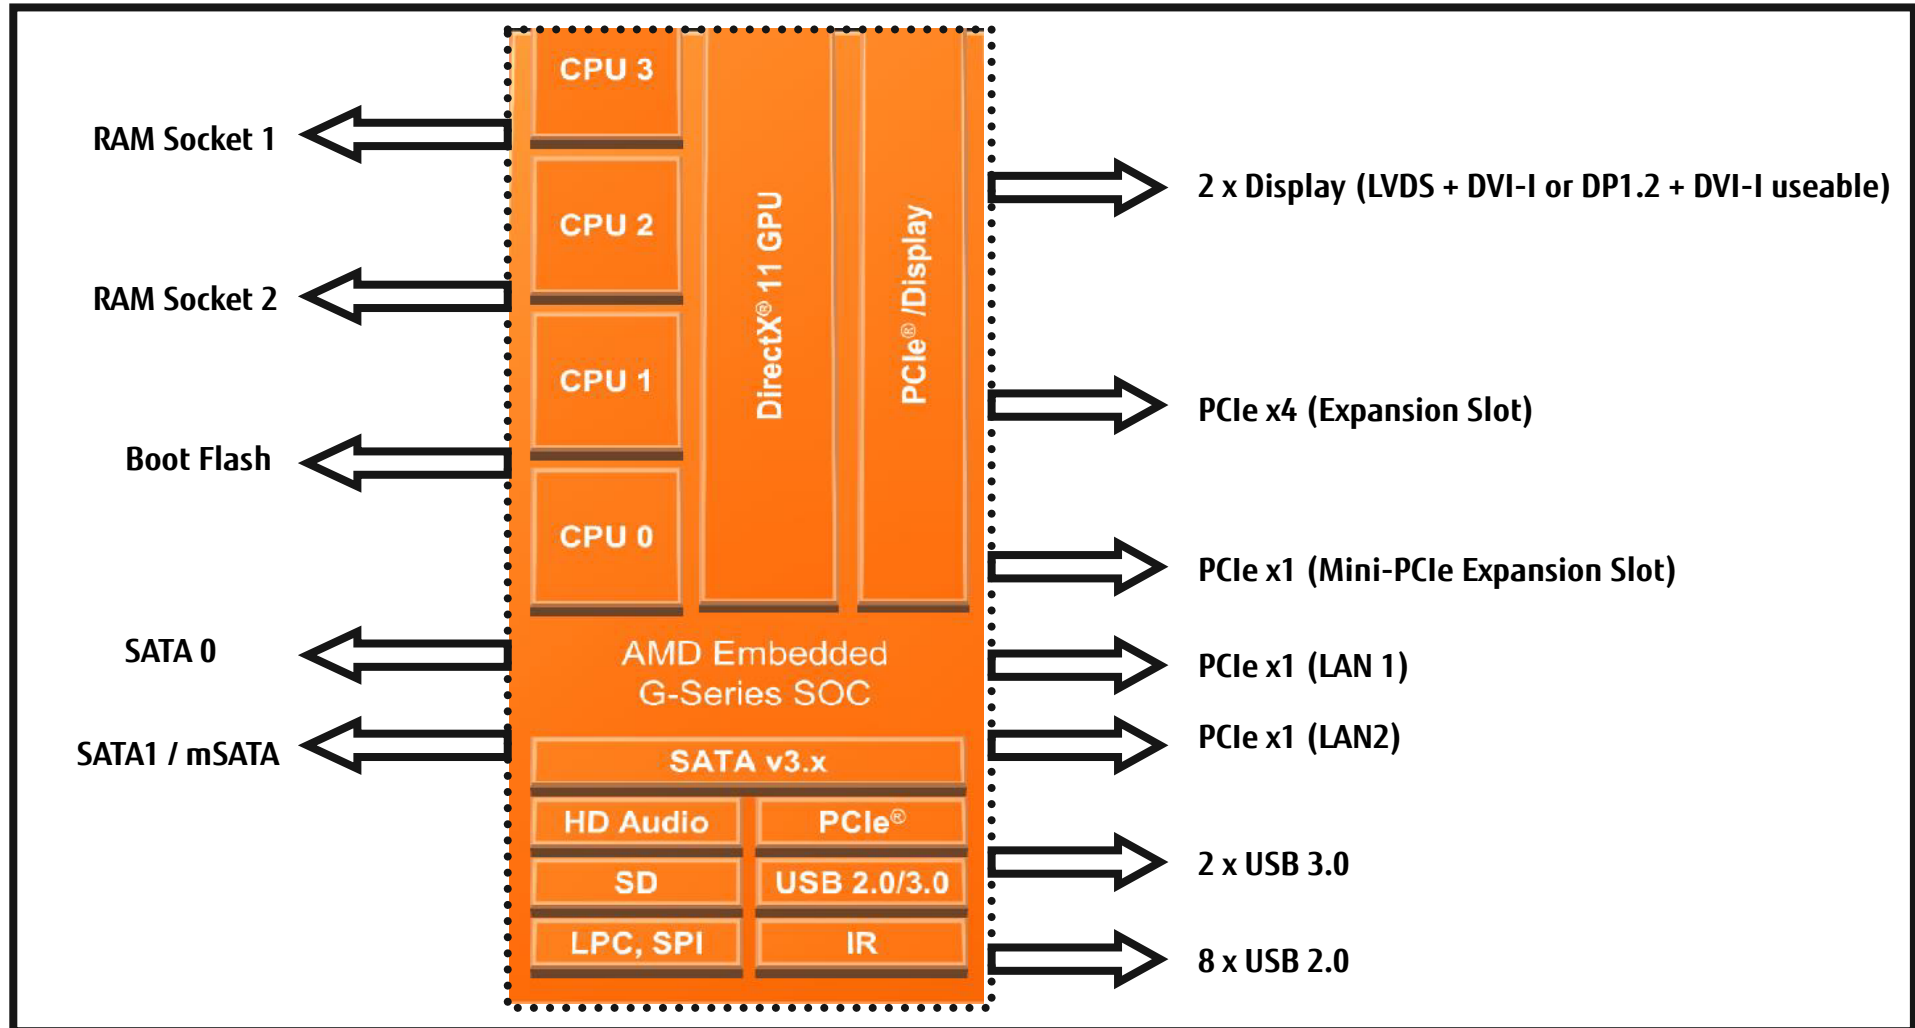 RAM Socket 1
RAM Socket 2
Boot Flash
SATA 0
SATA1 / mSATA
CPU 3
CPU 2
CPU 1
CPU 0
DirectX® 11 GPU
PCIe® /Display
AMD Embedded
G-Series SOC
SATA v3.x
HD Audio
PCIe®
SD
USB 2.0/3.0
LPC, SPI
IR
2 x Display (LVDS + DVI-I or DP1.2 + DVI-I useable)
PCIe x4 (Expansion Slot)
PCIe x1 (Mini-PCIe Expansion Slot)
PCIe x1 (LAN 1)
PCIe x1 (LAN2)
2 x USB 3.0
8 x USB 2.0